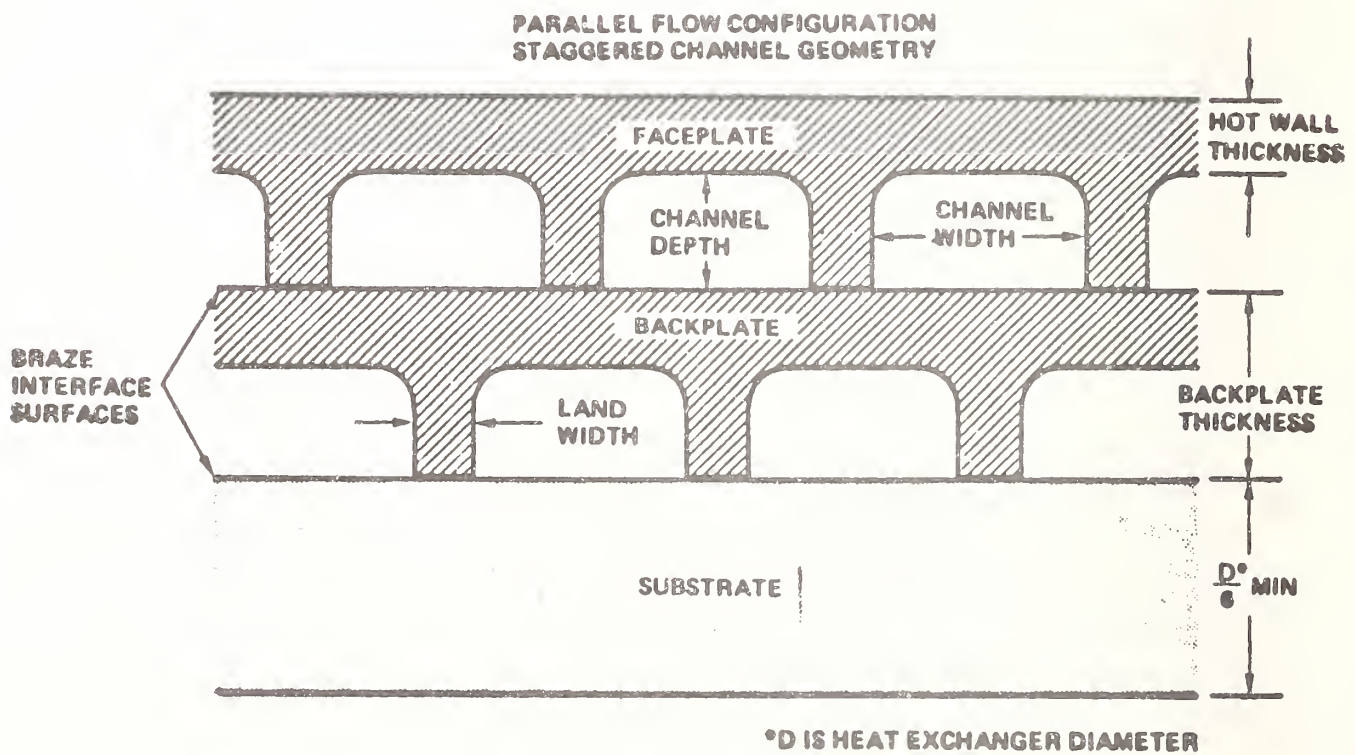 PARALLEL FLOW CONFIGURATION
STAGGERED CHANNEL GEOMETRY
HOT WALL
THICKNESS
FACEPLATE
CHANNEL
DEPTH
CHANNEL
WIDTH
BACKPLATE
BRAZE
INTERFACE
SURFACES
LAND
WIDTH
BACKPLATE
THICKNESS
SUBSTRATE
D*
6 MIN
*D IS HEAT EXCHANGER DIAMETER